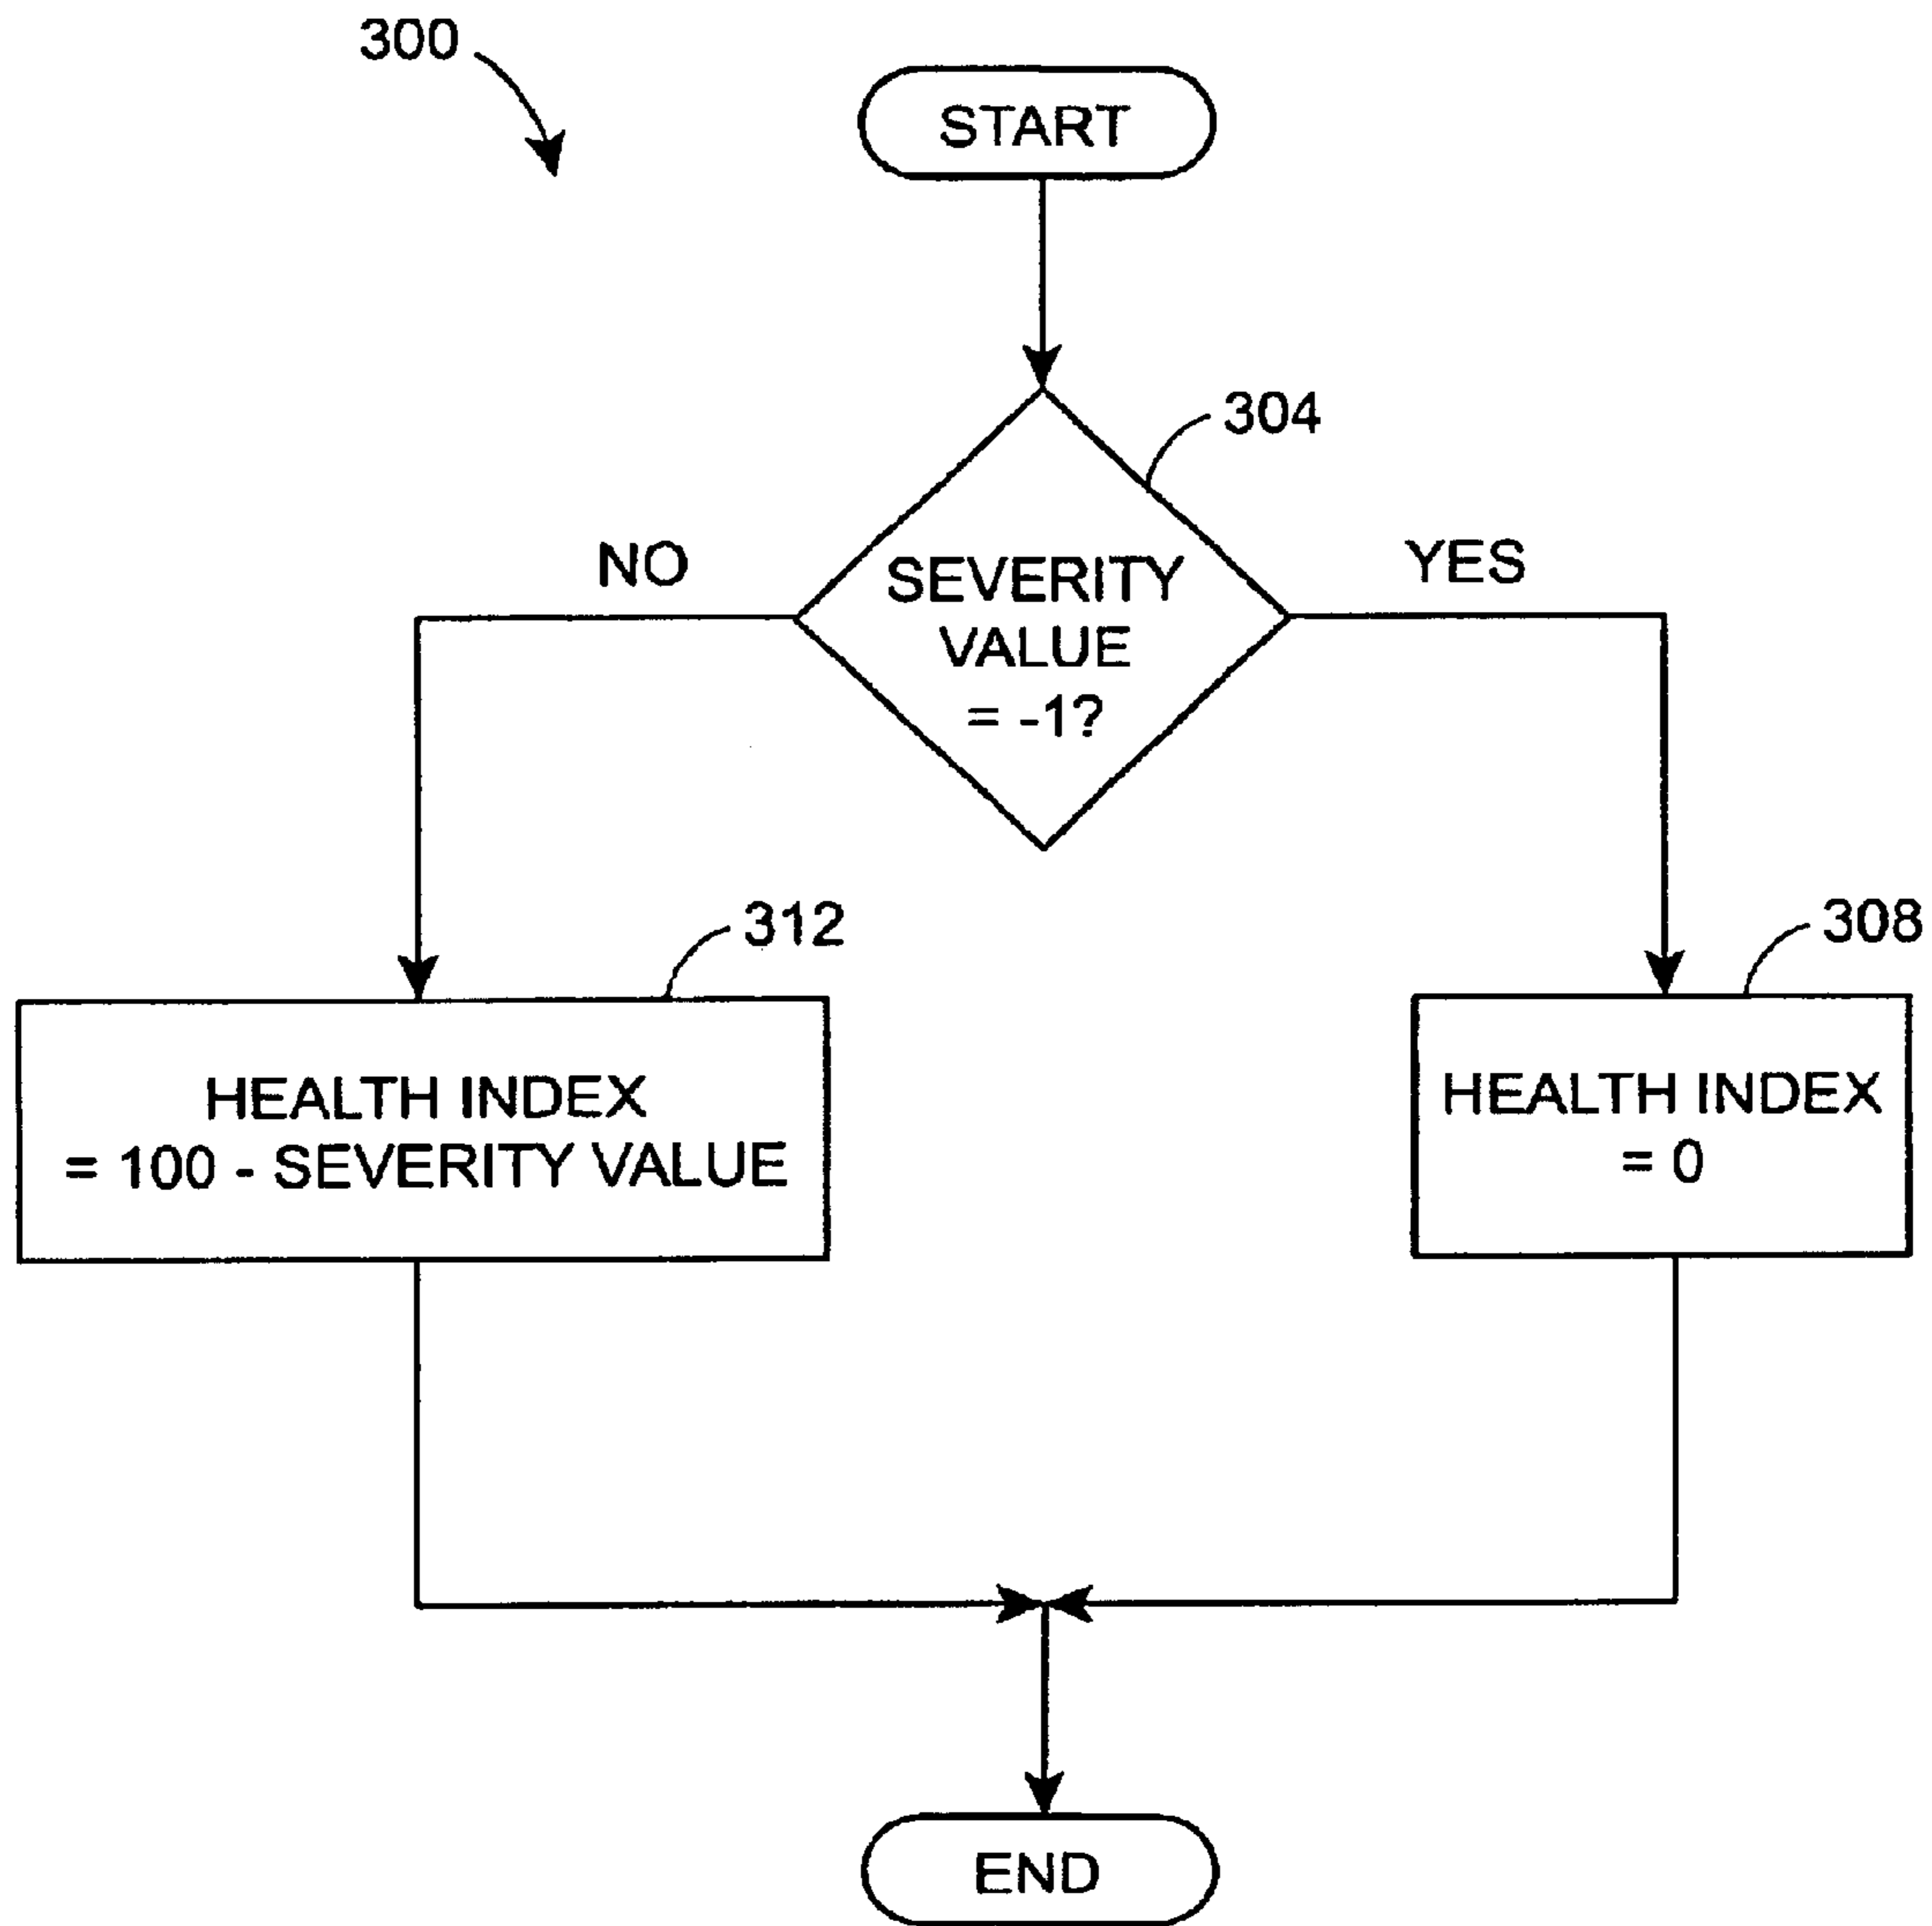 300
START
304
NO
SEVERITY
VALUE
= -1?
YES
312
308
HEALTH INDEX
= 100 - SEVERITY VALUE
HEALTH INDEX
= 0
END